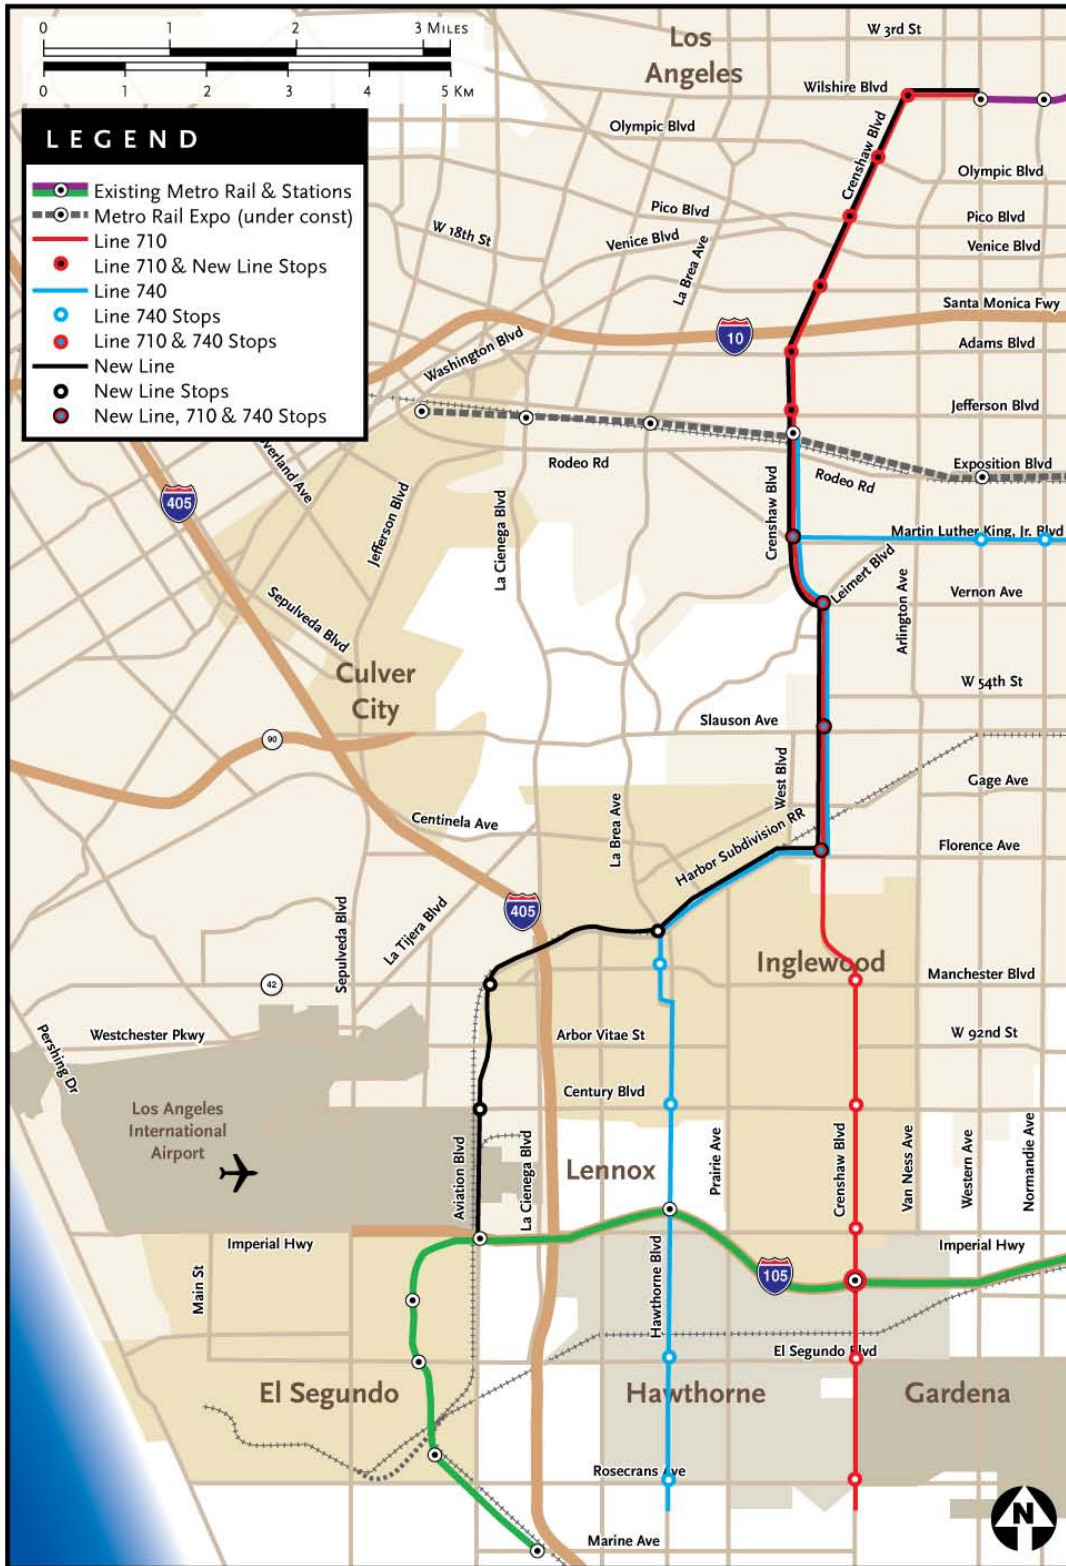 0 1 2 3 MILES
0 1 2 3 4 5 KM
LEGEND
Existing Metro Rail & Stations
Metro Rail Expo (under const)
Line 710
Line 710 & New Line Stops
Line 740
Line 740 Stops
Line 710 & 740 Stops
New Line
New Line Stops
New Line, 710 & 740 Stops
Los
Angeles
W 3rd St
Wilshire Blvd
Olympic Blvd
Crenshaw Blvd
Olympic Blvd
Pico Blvd
Pico Blvd
W 18th St
Venice Blvd
Venice Blvd
La Brea Ave
Santa Monica Fwy
10
Washington Blvd
Adams Blvd
Jefferson Blvd
Rodeo Rd
Rodeo Rd
Exposition Blvd
405
Jefferson Blvd
La Cienega Blvd
Crenshaw Blvd
Martin Luther King, Jr. Blvd
Leimert Blvd
Arlington Ave
Vernon Ave
Sepulveda Blvd
Culver
City
W 54th St
Slauson Ave
90
West Blvd
Gage Ave
Centinela Ave
La Brea Ave
Harbor Subdivision RR
Florence Ave
405
Sepulveda Blvd
La Tijera Blvd
Inglewood
42
Manchester Blvd
Pershing Dr
Westchester Pkwy
Arbor Vitae St
W 92nd St
Century Blvd
Los Angeles
International
Airport
Aviation Blvd
La Cienega Blvd
Lennox
Prairie Ave
Crenshaw Blvd
Van Ness Ave
Western Ave
Normandie Ave
Imperial Hwy
Imperial Hwy
Main St
Hawthorne Blvd
105
El Segundo Blvd
El Segundo
Hawthorne
Gardena
Rosecrans Ave
Marine Ave
N